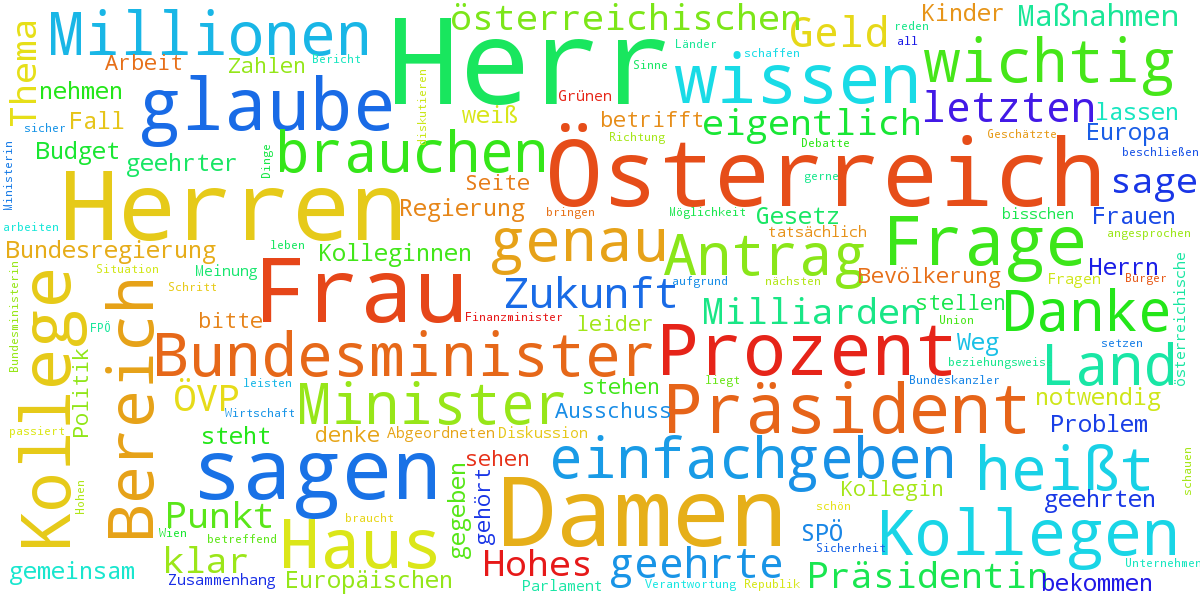 österreichischen
Kinder
Maßnahmen
Millionen
Herr
Geld
reden
all
Thema
Arbeit
Zahlen
Bericht
Länder
schaffen
Sinne
wissen
wichtig
nehmen
glaube
diskutieren
Grünen
letzten
lassen
sicher
Fall
weiß
betrifft
eigentlich
Richtung
Geschätzte
Europa
Budget
geehrter
Dinge
brauchen
Österreich
Debatte
beschließen
Ministerin
Herren
Seite
gerne
sage
arbeiten
Regierung
bringen
Möglichkeit
Gesetz
bisschen
Frauen
tatsächlich
angesprochen
Bundesregierung
leben
Kolleginnen
genau
Antrag
Frage
Herrn
Bundesministerin
Kollege
Situation
Meinung
Schritt
Bereich
Frau
Zukunft
aufgrund
nächsten
Bevölkerung
Fragen
Bürger
österreichische
FPÖ
bitte
Finanzminister
leider
Milliarden
stellen
Union
Danke
Politik
Bundesminister
Prozent
Weg
setzen
beziehungsweis
Land
ÖVP
leisten
Wirtschaft
Minister
stehen
liegt
Bundeskanzler
Ausschuss
Präsident
notwendig
passiert
steht
denke
Abgeordneten
Diskussion
Problem
sagen
sehen
einfach
geben
heißt
schauen
Hohen
gegeben
gehört
Kollegin
geehrten
Punkt
Wien
betreffend
braucht
Damen
schön
SPÖ
Sicherheit
Kollegen
klar
Haus
Hohes
geehrte
Unternehmen
gemeinsam
Zusammenhang
Europäischen
Parlament
Verantwortung
Republik
Präsidentin
bekommen